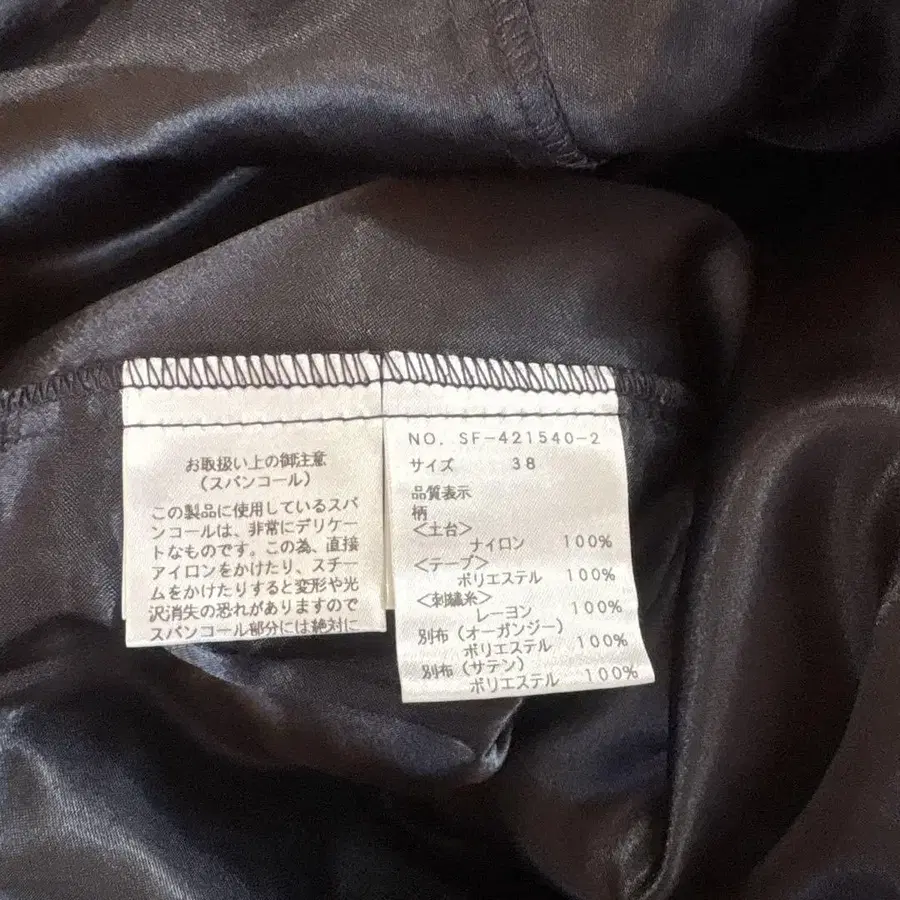 お取扱い上の御注意
(スパンコール)
この製品に使用しているスパ
ンコールは、非常にデリケー
トなものです。この為、直接
アイロンをかけたり、スチー
ムをかけたりすると変形や光
沢消失の恐れがありますので
スパンコール部分には絶対に
NO. SF-421540-2
サイズ 38
品質表示
柄
<土台>
ナイロン 100%
<テープ>
ポリエステル 100%
<刺繍糸>
レーヨン 100%
別布(オーガンジー)
ポリエステル 100%
別布(サテン)
ポリエステル 100%